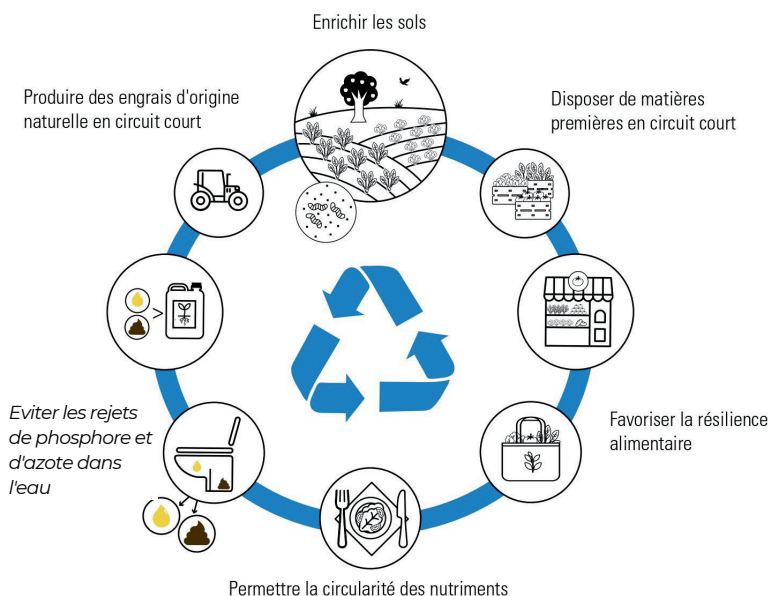 Enrichir les sols
Produire des engrais d'origine
naturelle en circuit court
Disposer de matières
premières en circuit court
>
Eviter les rejets
de phosphore et
d'azote dans
l'eau
Favoriser la résilience
alimentaire
Permettre la circularité des nutriments